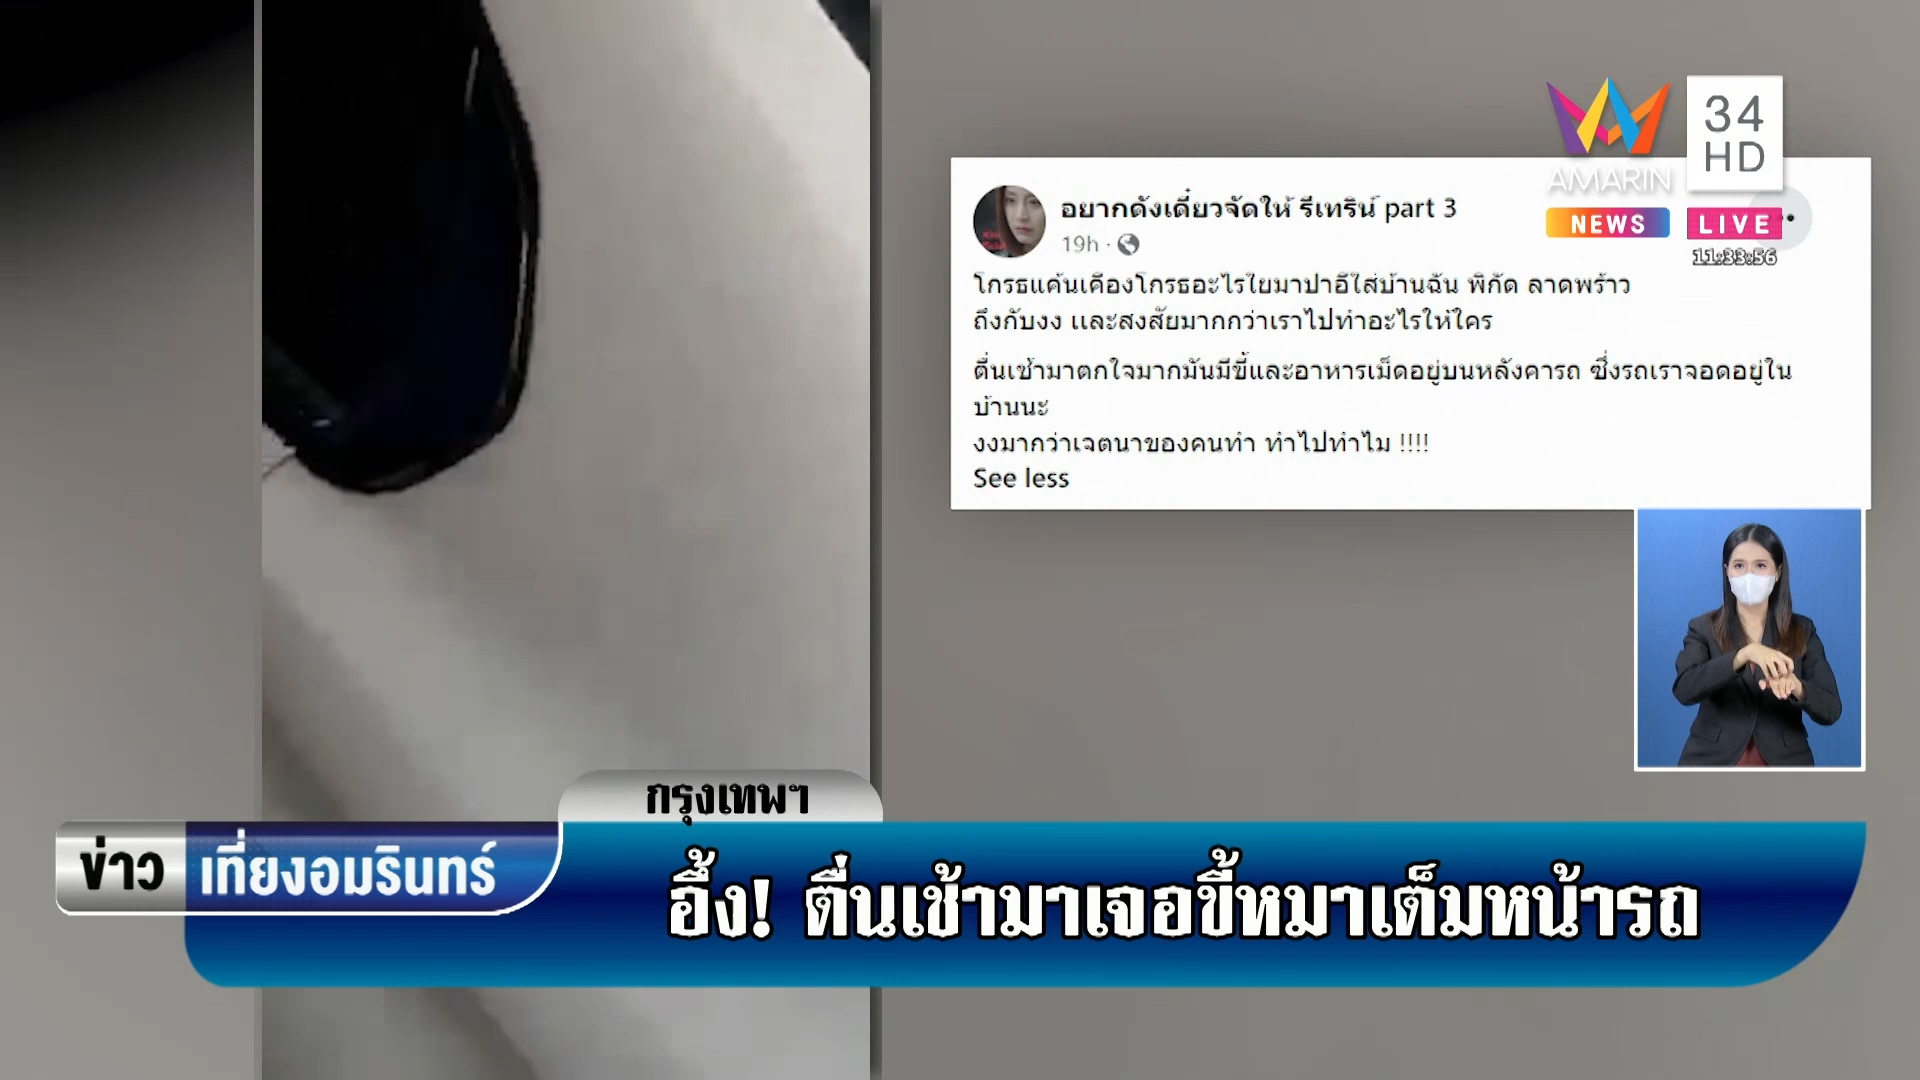 AMARIN
34
HD
NEWS
LIVE
11:33:56
อยากดังเดี๋ยวจัดให้ รีเทริน์ part 3
19h ·
โกรธแค้นเคืองโกรธอะไรใยมาปาอึใส่บ้านฉัน พิกัด ลาดพร้าว
ถึงกับงง และสงสัยมากกว่าเราไปทำอะไรให้ใคร
ตื่นเช้ามาตกใจมากมันมีขี้และอาหารเม็ดอยู่บนหลังคารถ ซึ่งรถเราจอดอยู่ใน
บ้านนะ
งงมากว่าเจตนาของคนทำ ทำไปทำไม !!!!
See less
กรุงเทพฯ
ข่าว เที่ยงอมรินทร์
อึ้ง! ตื่นเช้ามาเจอขี้หมาเต็มหน้ารถ